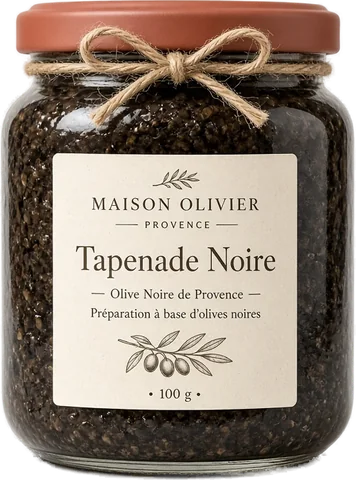 MAISON OLIVIER
— PROVENCE —
Tapenade Noire
— Olive Noire de Provence —
Préparation à base d'olives noires
• 100 g •